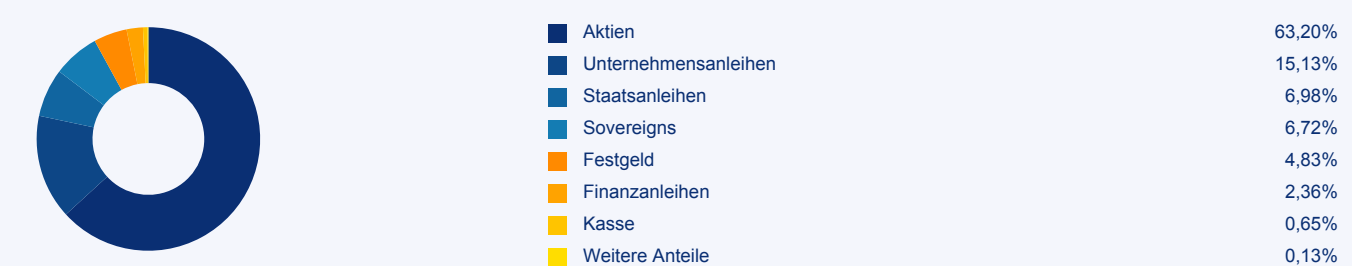 Aktien 63,20%
Unternehmensanleihen 15,13%
Staatsanleihen 6,98%
Sovereigns 6,72%
Festgeld 4,83%
Finanzanleihen 2,36%
Kasse 0,65%
Weitere Anteile 0,13%